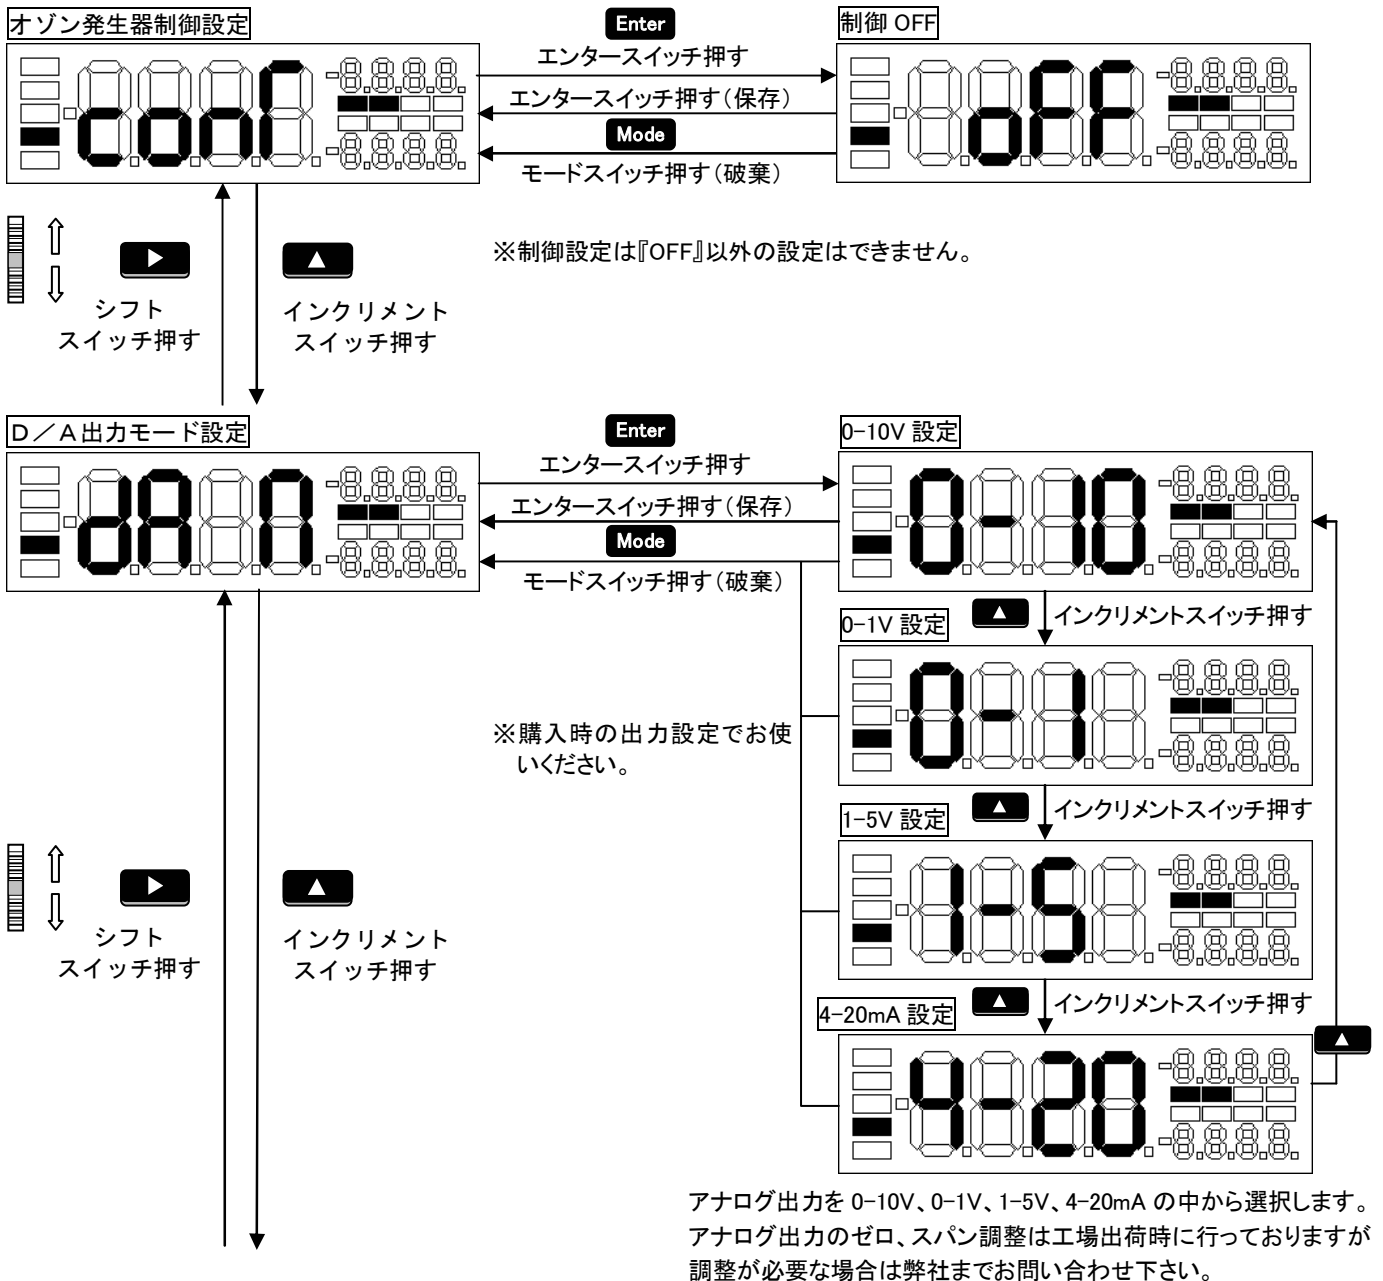 オゾン発生器制御設定
Enter
制御 OFF
エンタースイッチ押す
エンタースイッチ押す(保存)
Mode
モードスイッチ押す(破棄)
conΓ
oFF
※制御設定は『OFF』以外の設定はできません。
シフト
スイッチ押す
インクリメント
スイッチ押す
D/A出力モード設定
Enter
0-10V 設定
エンタースイッチ押す
エンタースイッチ押す(保存)
Mode
モードスイッチ押す(破棄)
dA Π
0-10
インクリメントスイッチ押す
0-1V 設定
0-1
※購入時の出力設定でお使
いください。
インクリメントスイッチ押す
1-5V 設定
1-5
シフト
スイッチ押す
インクリメント
スイッチ押す
インクリメントスイッチ押す
4-20mA 設定
4-20
アナログ出力を 0-10V、0-1V、1-5V、4-20mA の中から選択します。
アナログ出力のゼロ、スパン調整は工場出荷時に行っておりますが
調整が必要な場合は弊社までお問い合わせ下さい。